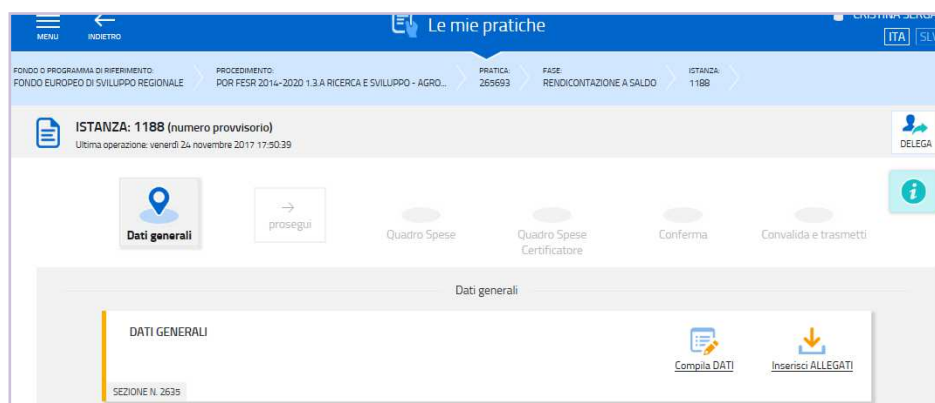 MENU
INDIETRO
Le mie pratiche
ITA
FONDO O PROGRAMMA DI RIFERIMENTO:
FONDO EUROPEO DI SVILUPPO REGIONALE
PROCEDIMENTO:
POR FESR 2014-2020 1.3.A RICERCA E SVILUPPO - AGRO...
PRATICA:
265693
FASE:
RENDICONTAZIONE A SALDO
ISTANZA:
1188
ISTANZA: 1188 (numero provvisorio)
Ultima operazione: venerdì 24 novembre 2017 17:50:39
DELEGA
Dati generali
prosegui
Quadro Spese
Quadro Spese
Certificatore
Conferma
Convalida e trasmetti
Dati generali
DATI GENERALI
Compila DATI
Inserisci ALLEGATI
SEZIONE N. 2635